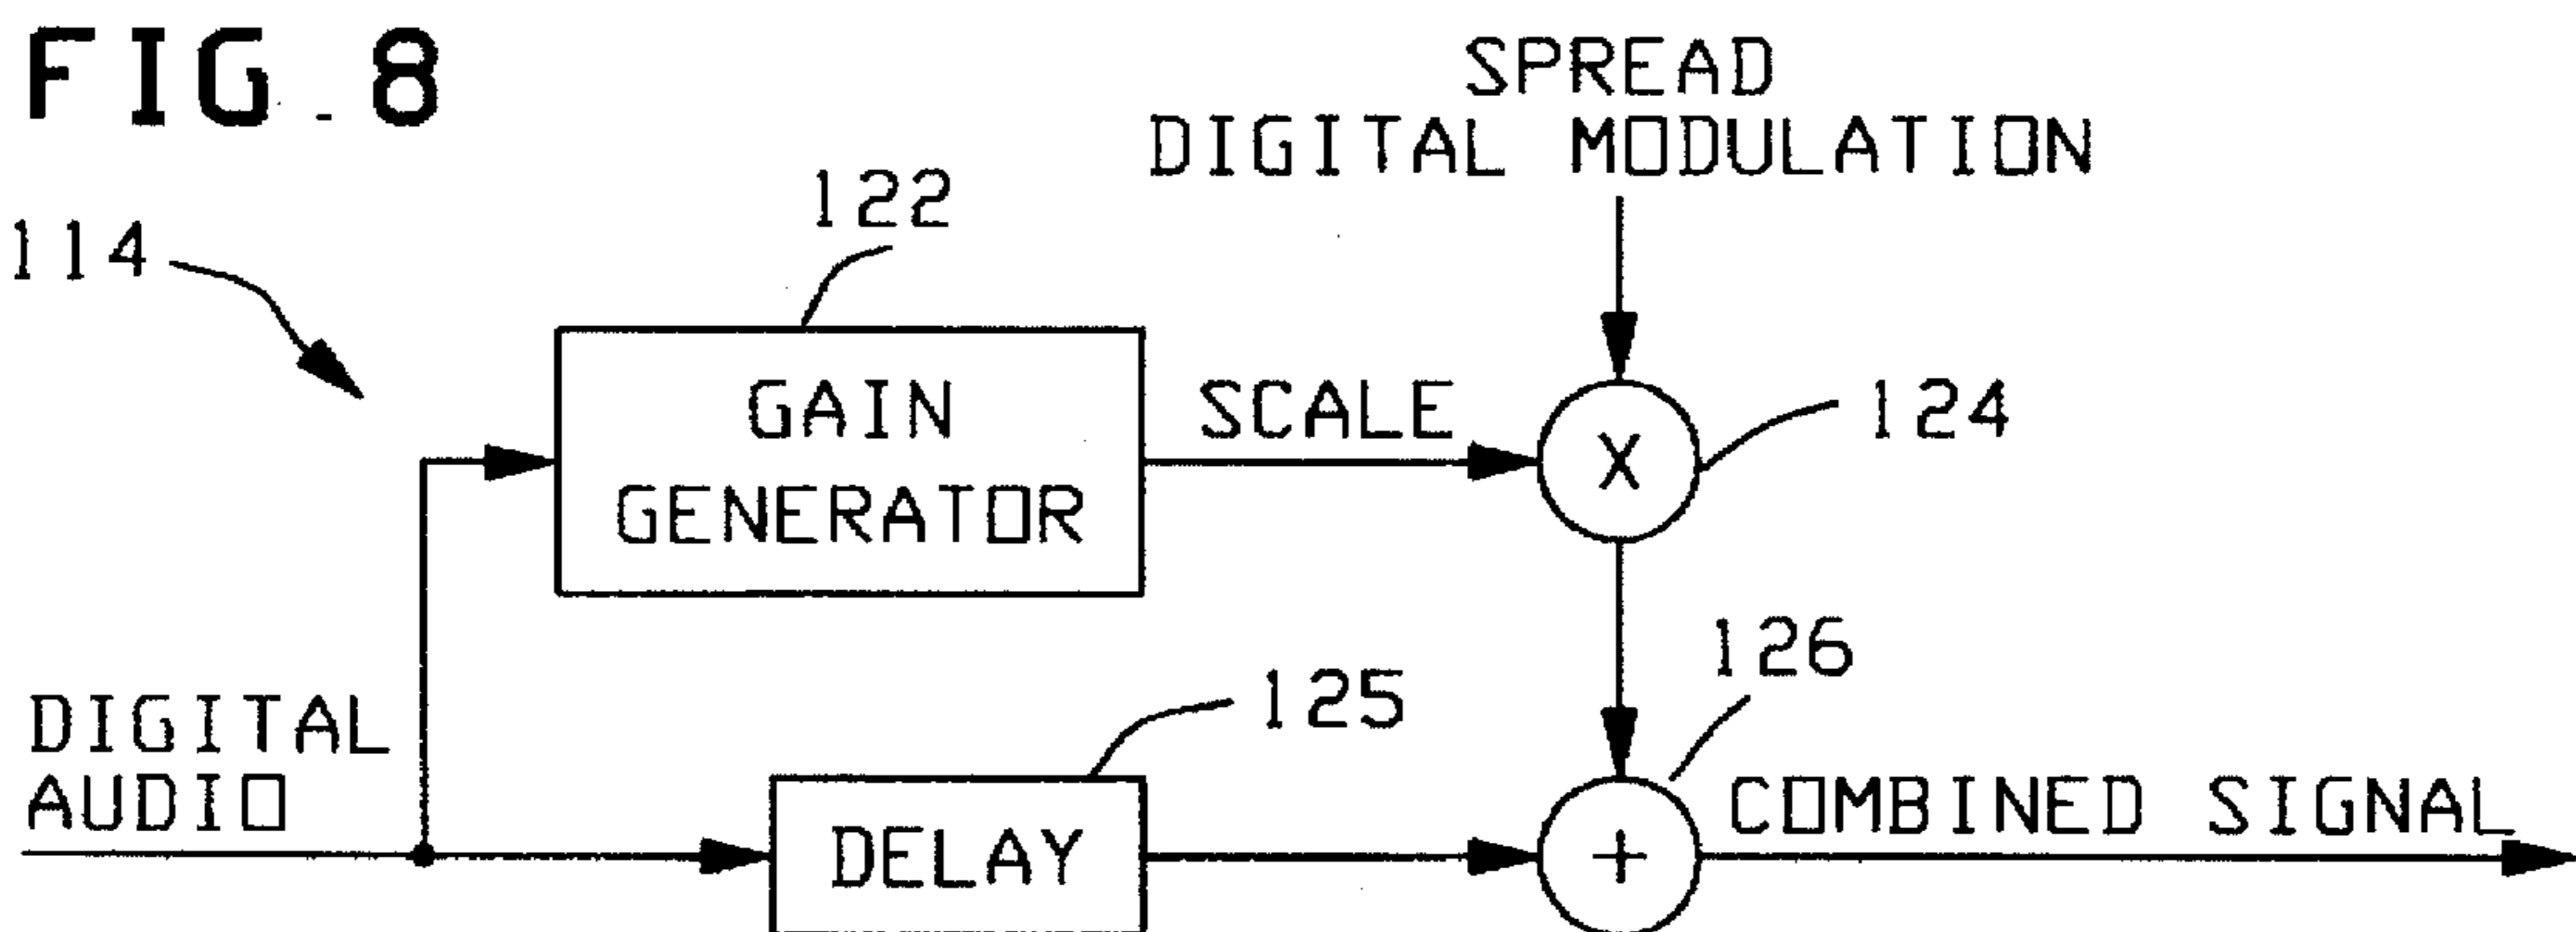 FIG. 8
SPREAD
DIGITAL MODULATION
122
114
GAIN
GENERATOR
SCALE
X
124
126
125
DIGITAL
AUDIO
DELAY
+
COMBINED SIGNAL